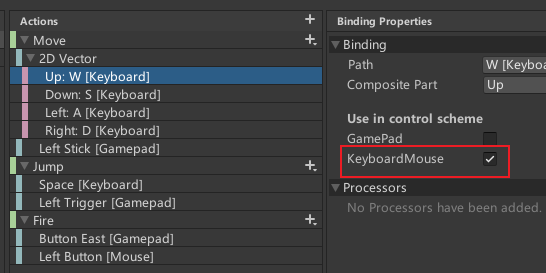 Actions
Move
2D Vector
Up: W [Keyboard]
Down: S [Keyboard]
Left: A [Keyboard]
Right: D [Keyboard]
Left Stick [Gamepad]
Jump
Space [Keyboard]
Left Trigger [Gamepad]
Fire
Button East [Gamepad]
Left Button [Mouse]
Binding Properties
Binding
Path W [Keyboa
Composite Part Up
Use in control scheme
GamePad
KeyboardMouse
Processors
No Processors have been added.